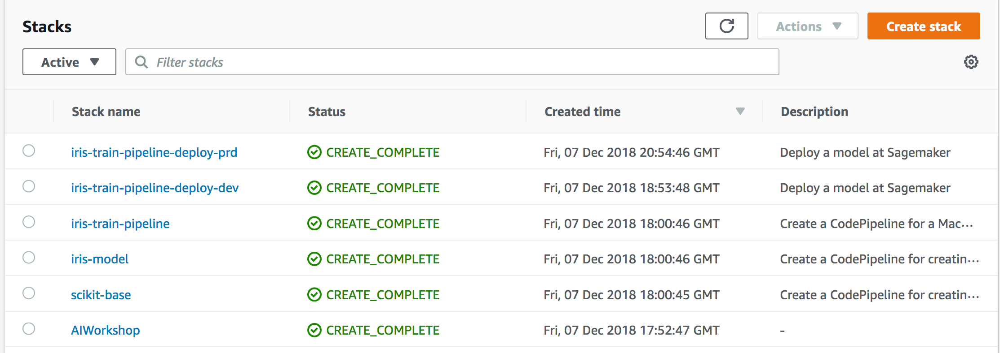 Stacks
Actions
Create stack
Active
Filter stacks
Stack name Status Created time Description
iris-train-pipeline-deploy-prd CREATE_COMPLETE Fri, 07 Dec 2018 20:54:46 GMT Deploy a model at Sagemaker
iris-train-pipeline-deploy-dev CREATE_COMPLETE Fri, 07 Dec 2018 18:53:48 GMT Deploy a model at Sagemaker
iris-train-pipeline CREATE_COMPLETE Fri, 07 Dec 2018 18:00:46 GMT Create a CodePipeline for a Mac...
iris-model CREATE_COMPLETE Fri, 07 Dec 2018 18:00:46 GMT Create a CodePipeline for creatin...
scikit-base CREATE_COMPLETE Fri, 07 Dec 2018 18:00:45 GMT Create a CodePipeline for creatin...
AIWorkshop CREATE_COMPLETE Fri, 07 Dec 2018 17:52:47 GMT -